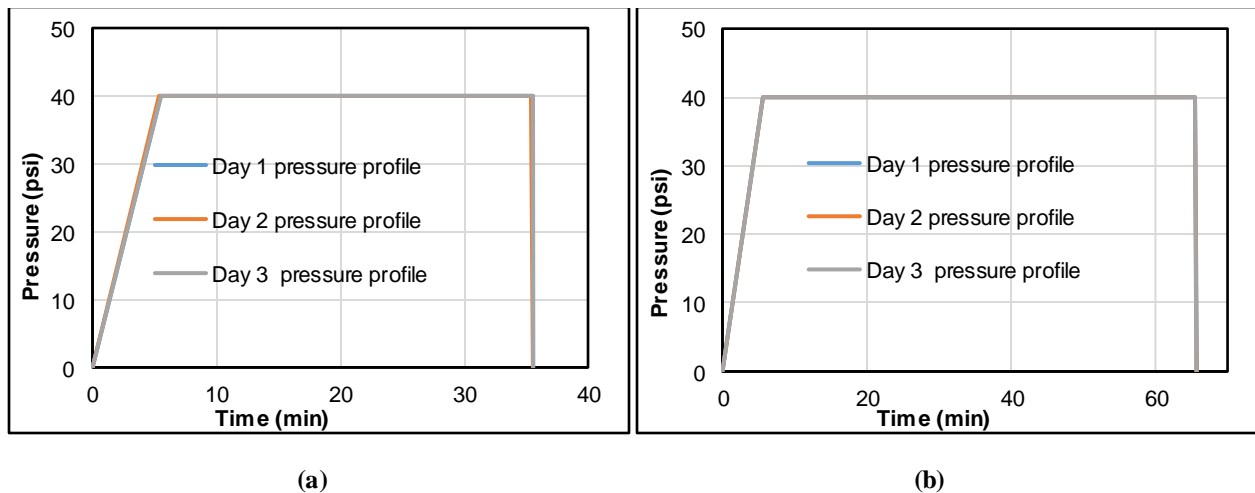 50
40
30
20
10
0
Pressure (psi)
Day 1 pressure profile
Day 2 pressure profile
Day 3 pressure profile
0 10 20 30 40
Time (min)
(a)
50
40
30
20
10
0
Pressure (psi)
Day 1 pressure profile
Day 2 pressure profile
Day 3 pressure profile
0 20 40 60
Time (min)
(b)